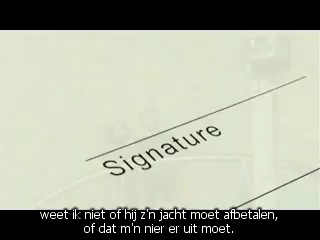 Signature
weet ik niet of hij z'n jacht moet afbetalen,
of dat m'n nier er uit moet.